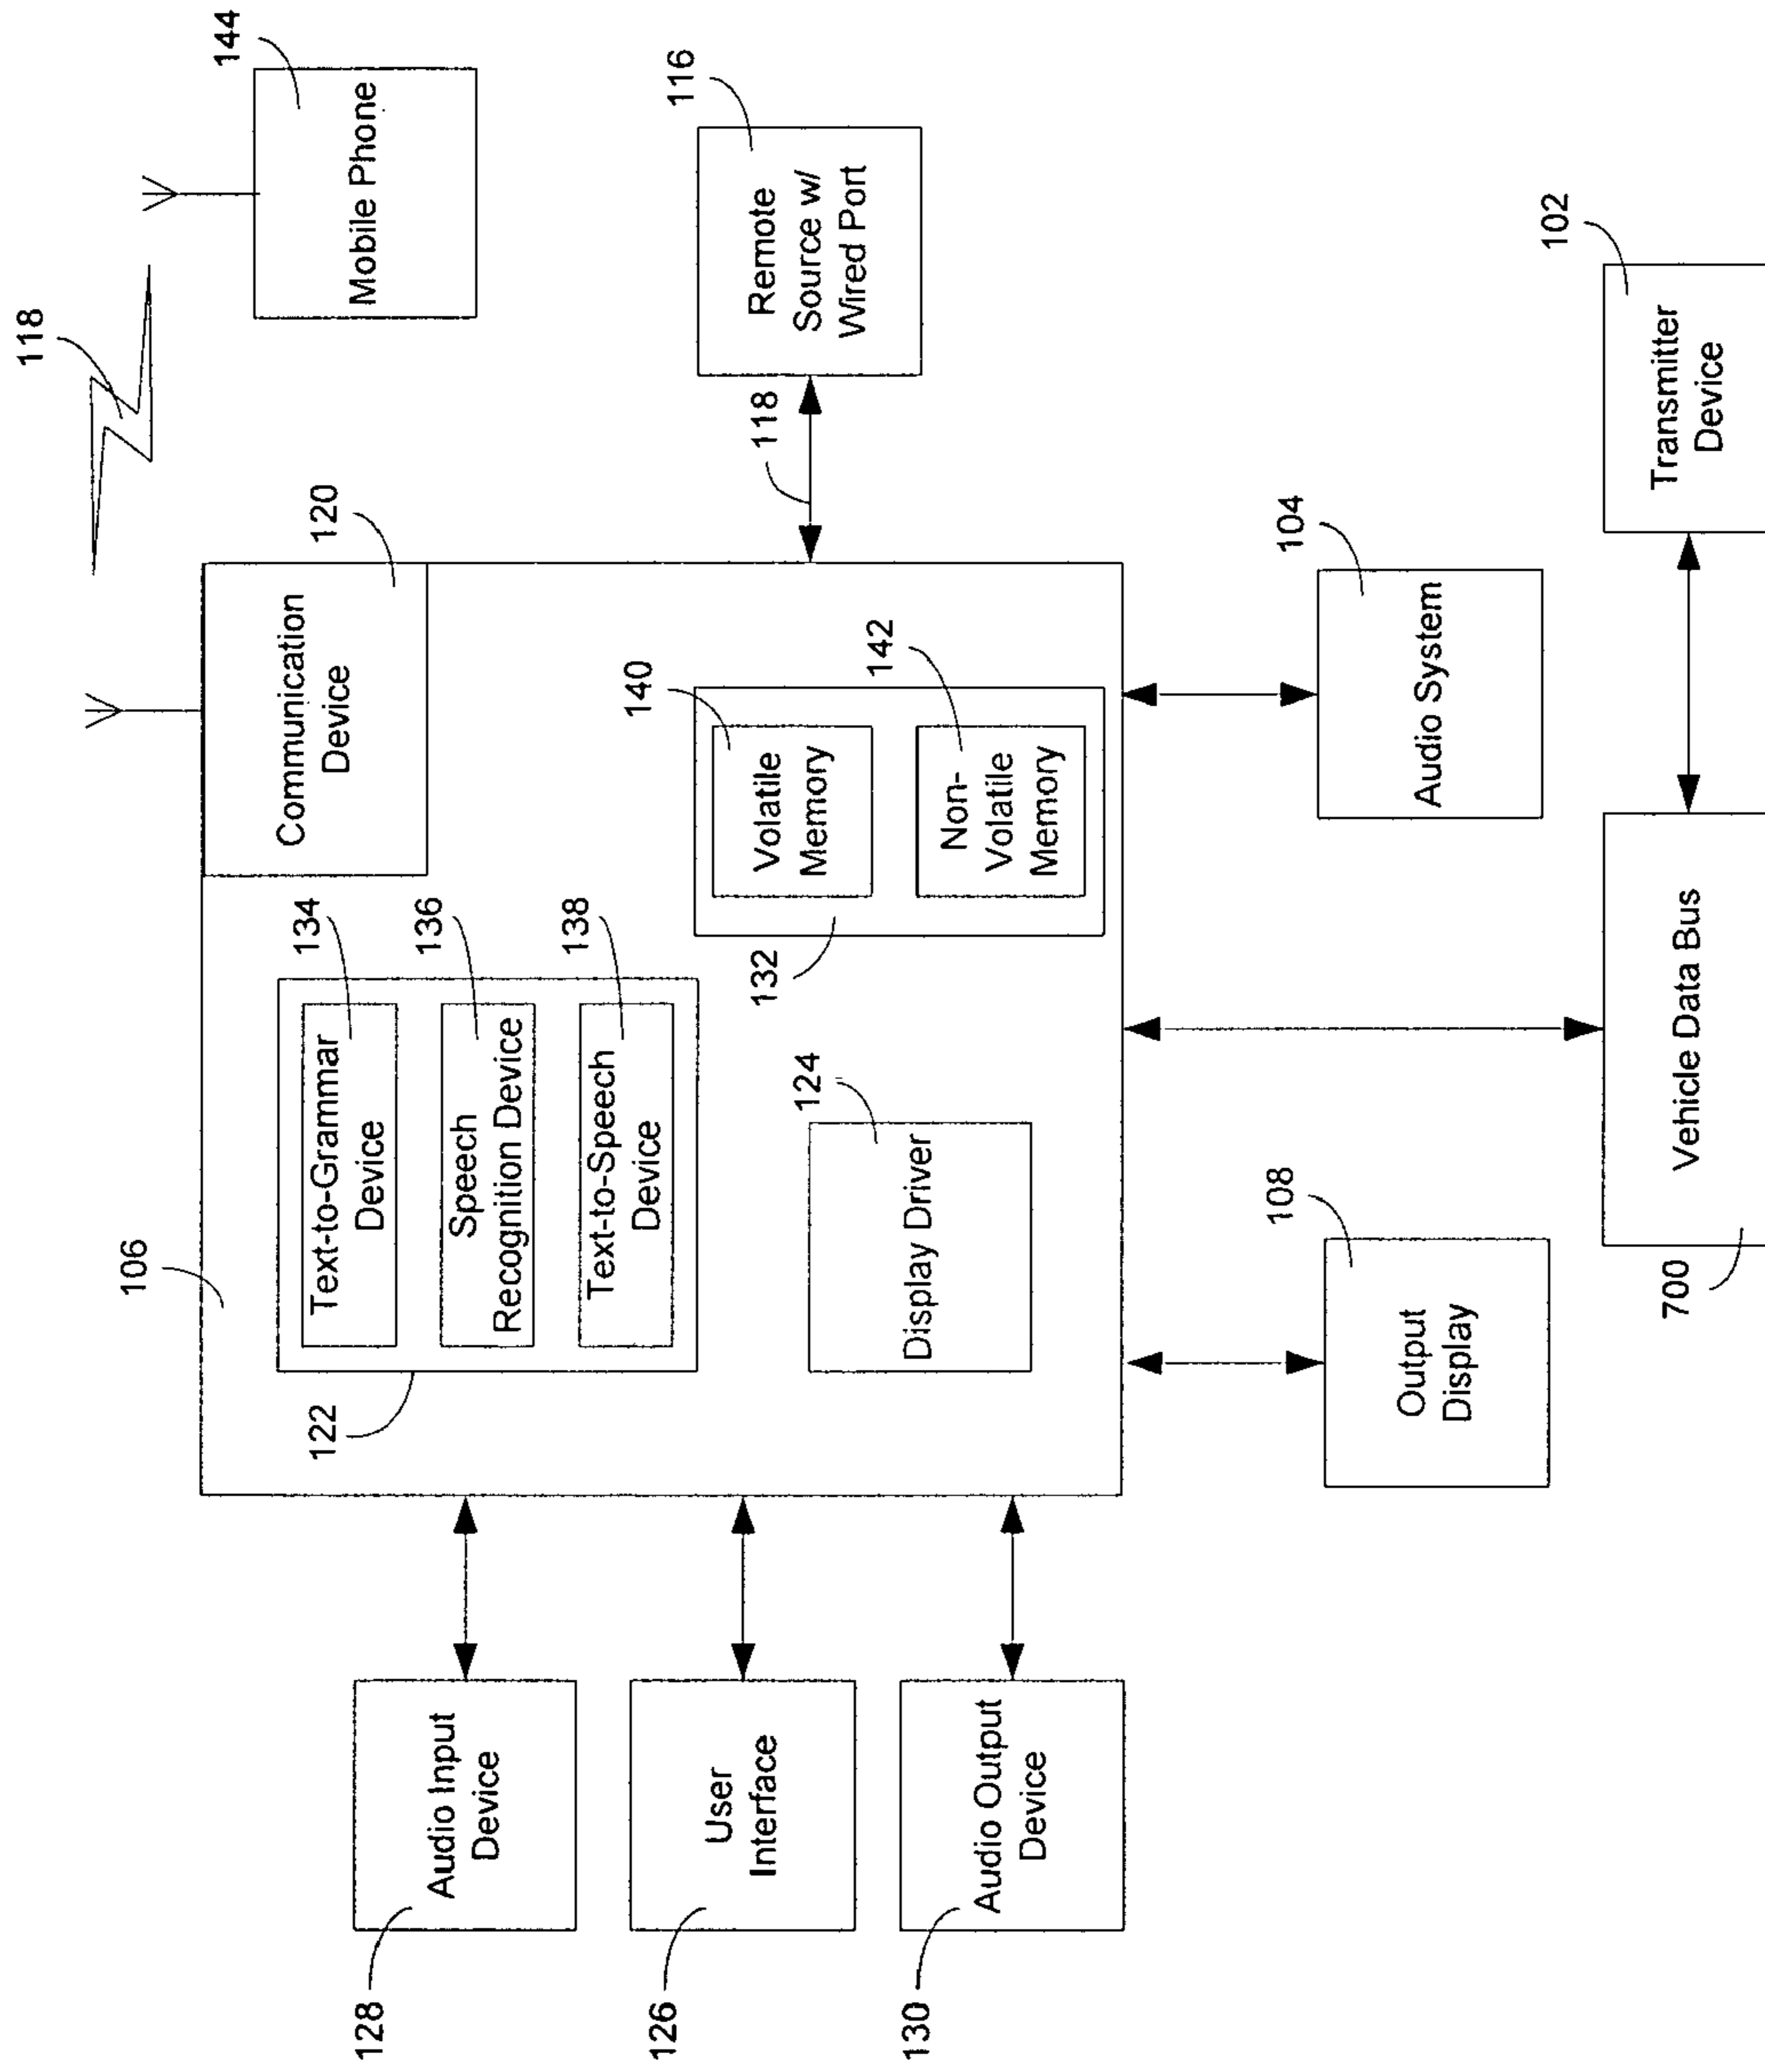 118
144
Mobile Phone
120
Communication
Device
106
134
Text-to-Grammar
Device
136
Speech
Recognition Device
138
Text-to-Speech
Device
122
128
Audio Input
Device
126
User
Interface
130
Audio Output
Device
116
Remote
Source w/
Wired Port
118
140
Volatile
Memory
142
Non-
Volatile
Memory
132
124
Display Driver
108
Output
Display
104
Audio System
700
Vehicle Data Bus
102
Transmitter
Device